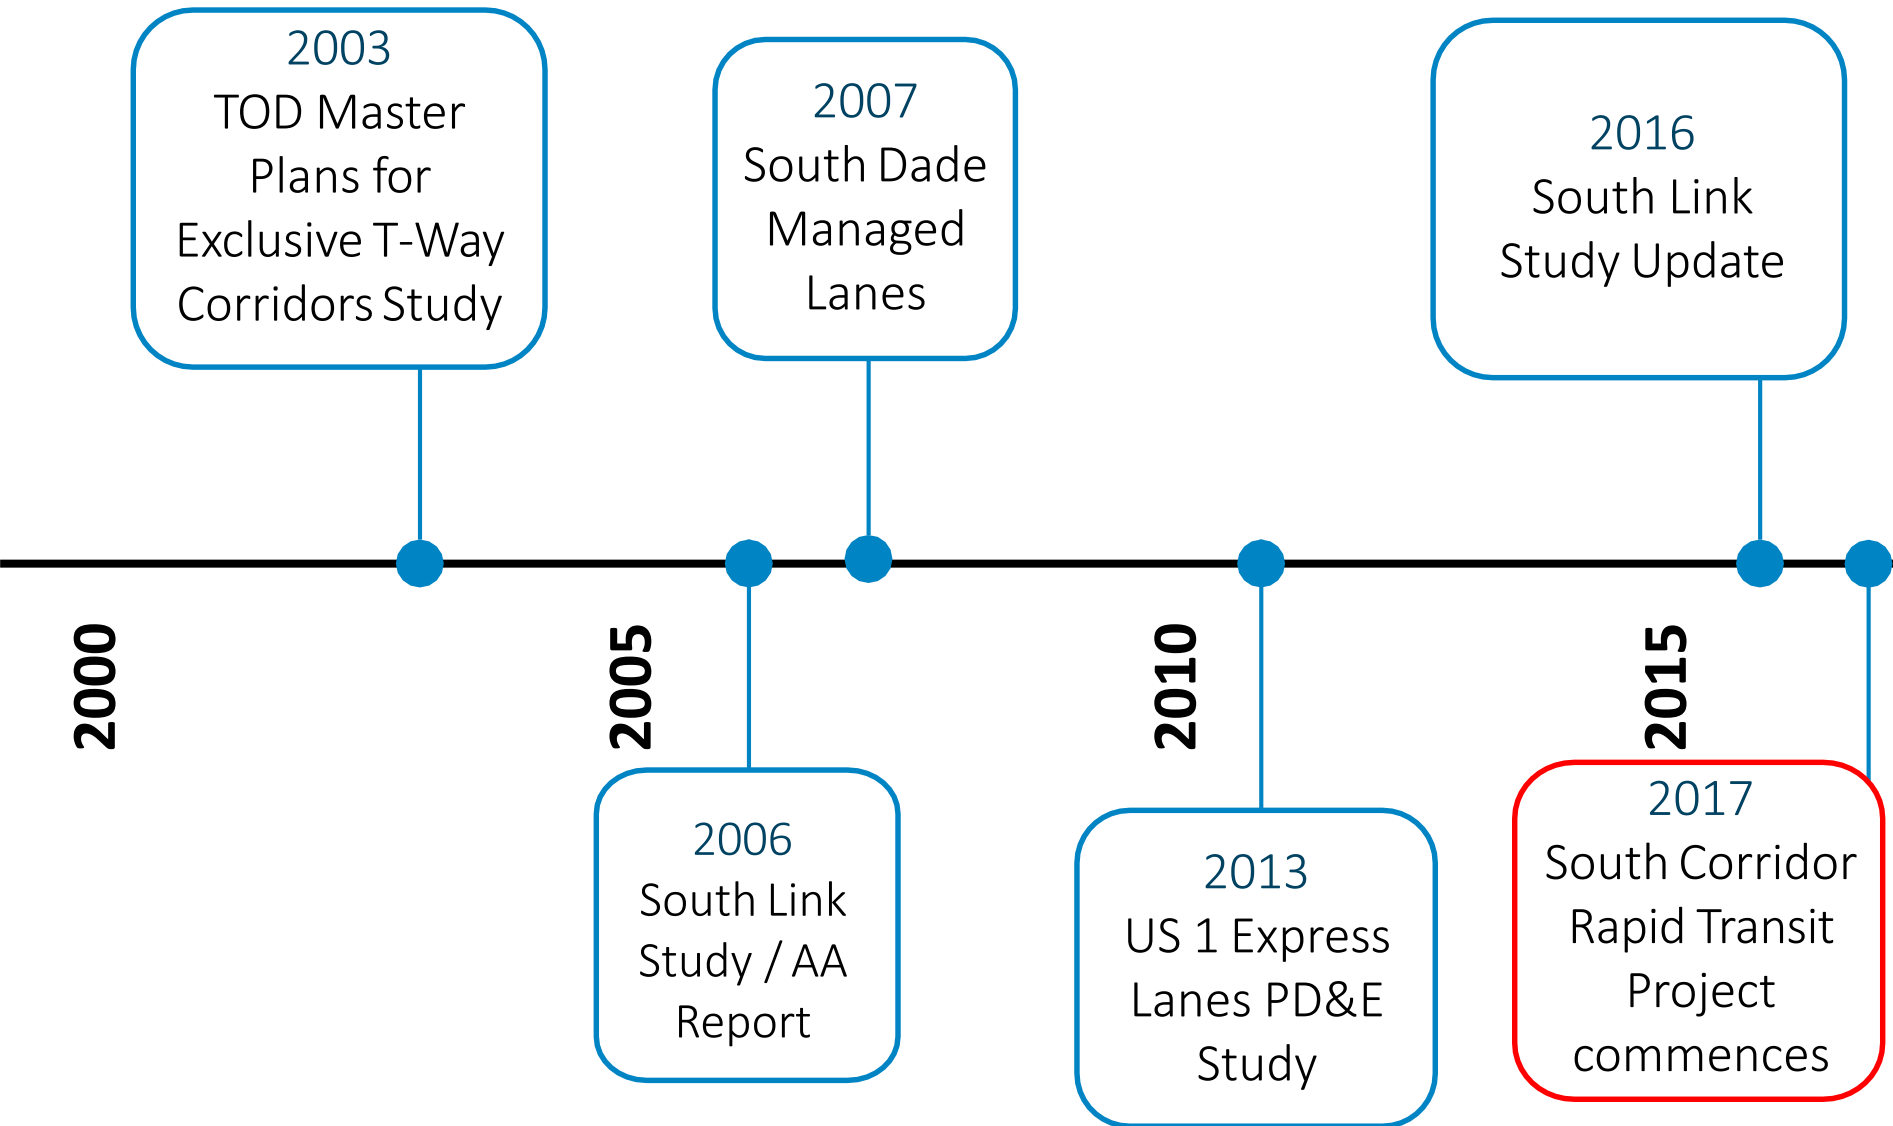 2003
TOD Master
Plans for
Exclusive T-Way
Corridors Study
2007
South Dade
Managed
Lanes
2016
South Link
Study Update
2000
2005
2010
2015
2006
South Link
Study / AA
Report
2013
US 1 Express
Lanes PD&E
Study
2017
South Corridor
Rapid Transit
Project
commences